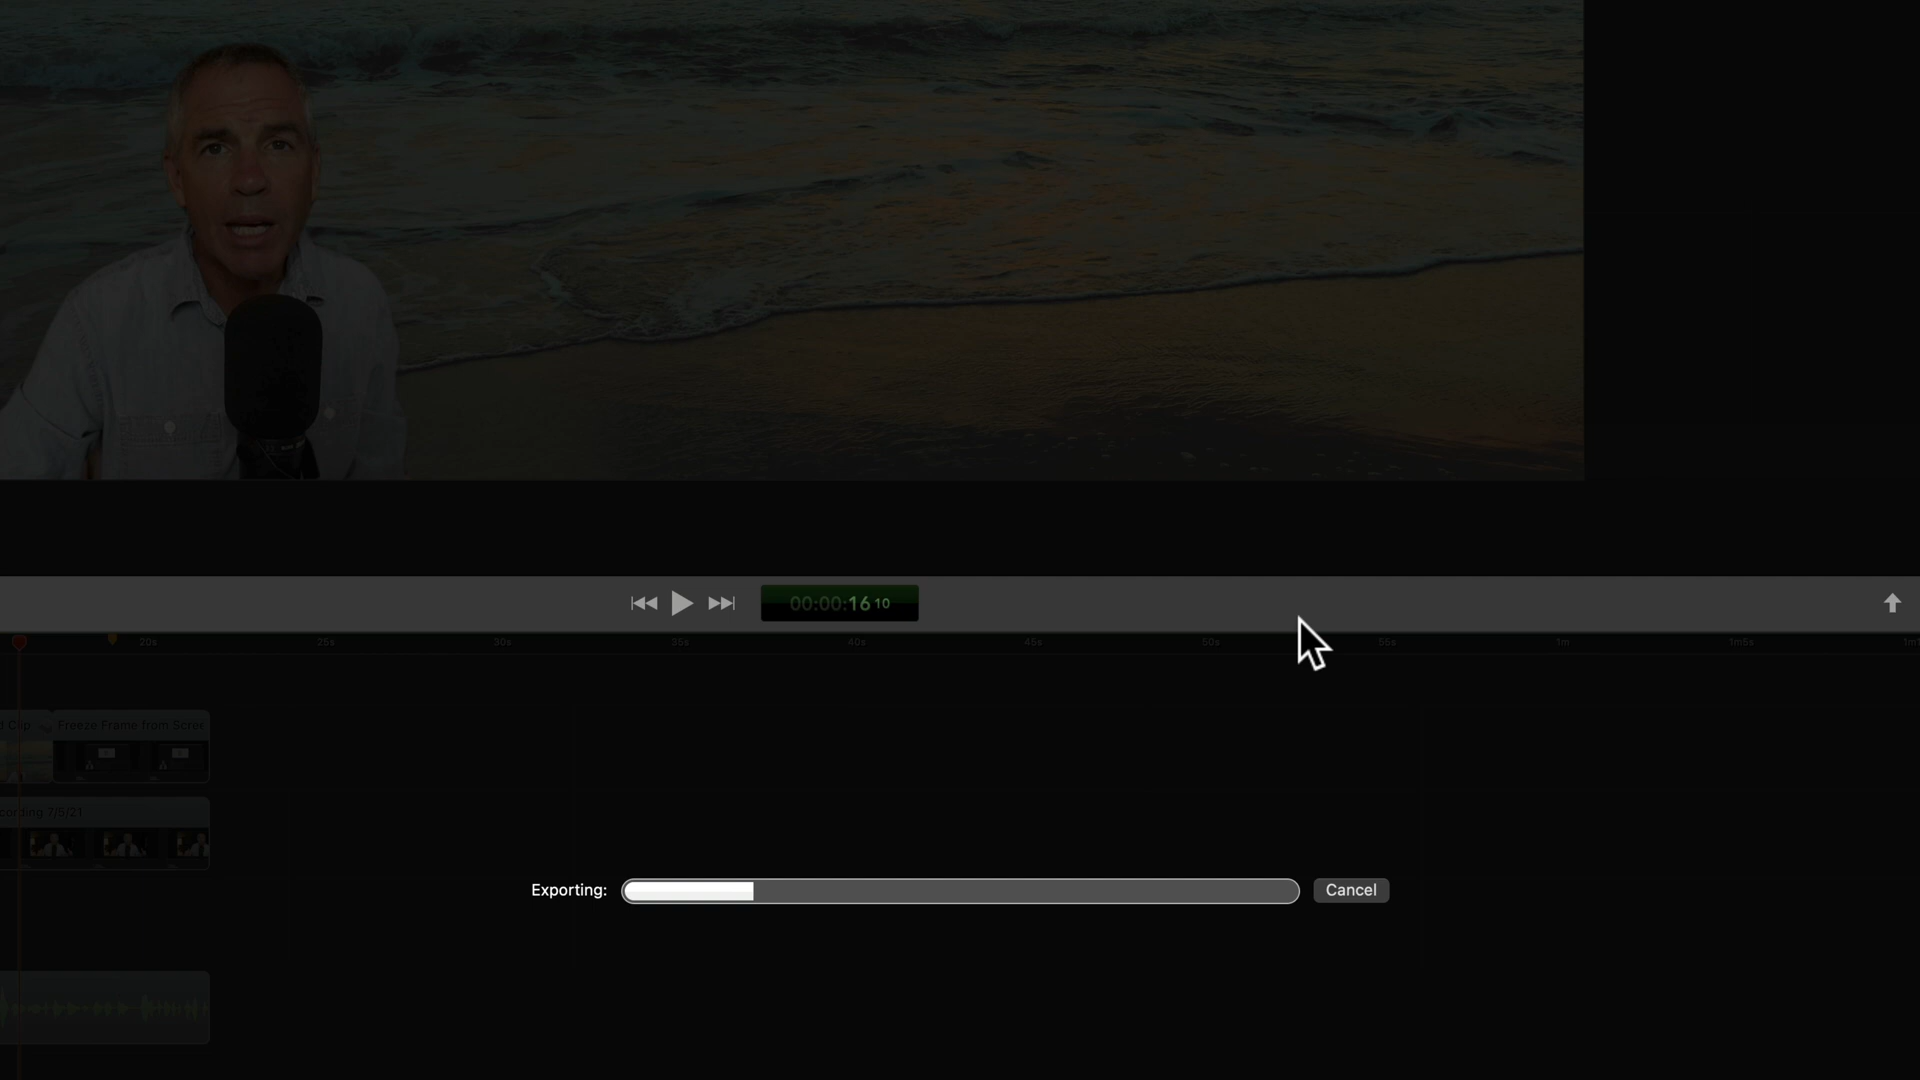 00:00:16 10
20s 25s 30s 35s 40s 45s 50s 55s 1m 1m5s
Clip Freeze Frame from Scree
cording 7/5/21
Exporting: Cancel